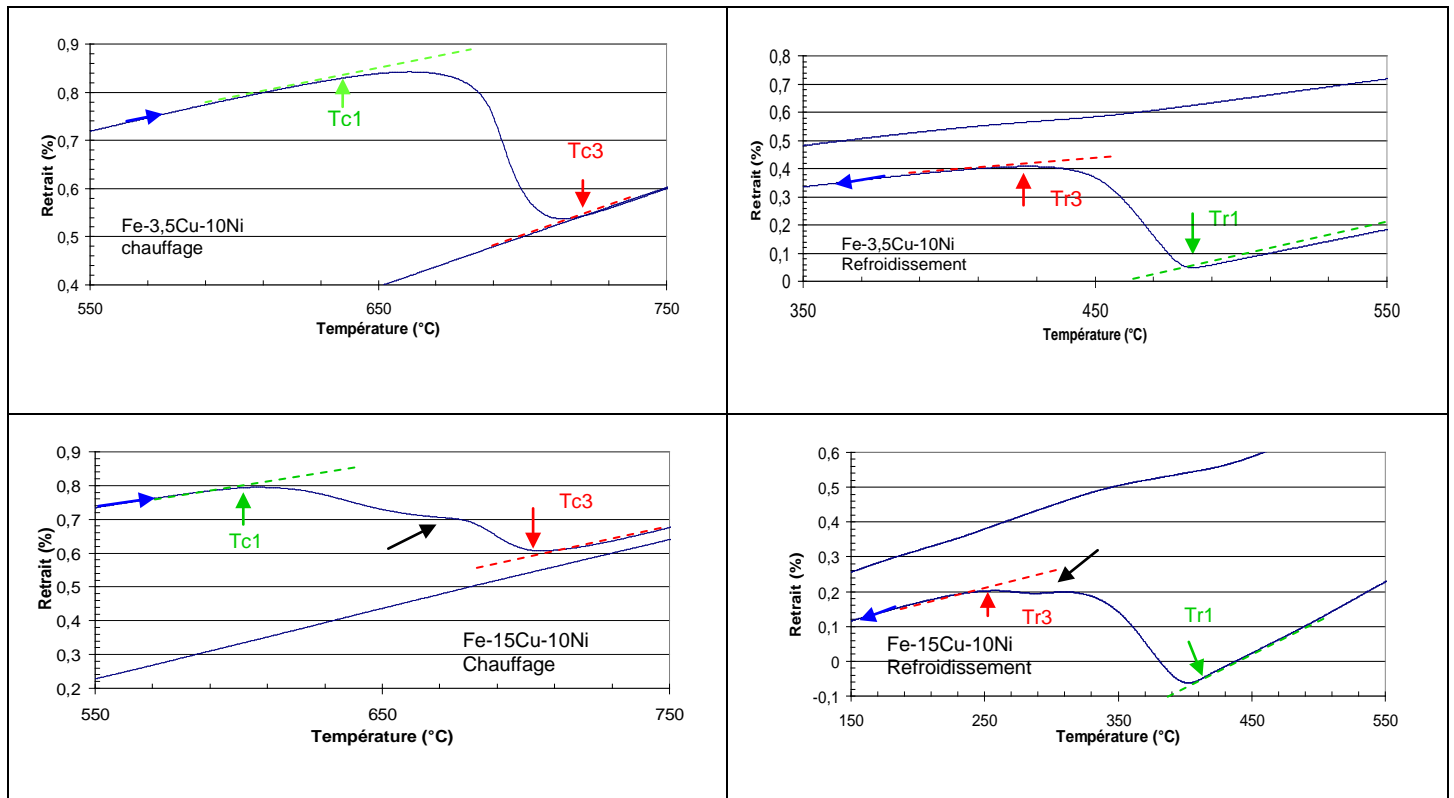 0,9
0,8
0,7
0,6
0,5
0,4
550
650
750
Retrait (%)
Température (°C)
Tc1
Tc3
Fe-3,5Cu-10Ni
chauffage
0,8
0,7
0,6
0,5
0,4
0,3
0,2
0,1
0
350
450
550
Retrait (%)
Température (°C)
Tr3
Tr1
Fe-3,5Cu-10Ni
Refroidissement
0,9
0,8
0,7
0,6
0,5
0,4
0,3
0,2
550
650
750
Retrait (%)
Température (°C)
Tc1
Tc3
Fe-15Cu-10Ni
Chauffage
0,6
0,5
0,4
0,3
0,2
0,1
0
-0,1
150
250
350
450
550
Retrait (%)
Température (°C)
Tr3
Tr1
Fe-15Cu-10Ni
Refroidissement